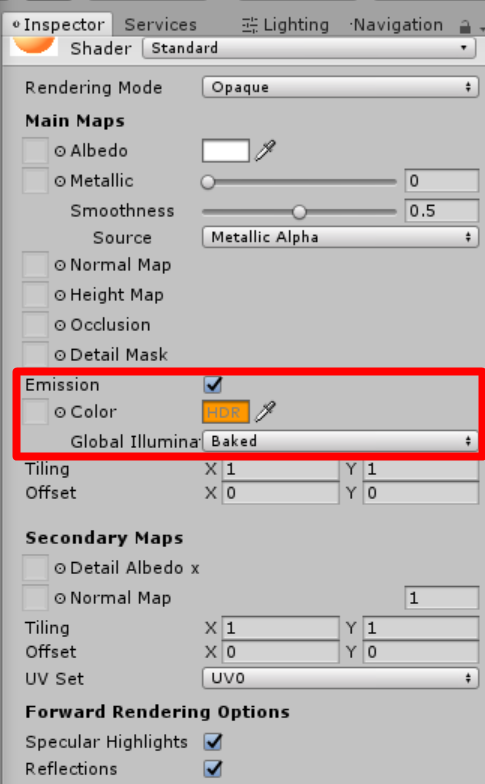 Inspector Services Lighting Navigation
Shader Standard
Rendering Mode Opaque
Main Maps
Albedo
Metallic 0
Smoothness 0.5
Source Metallic Alpha
Normal Map
Height Map
Occlusion
Detail Mask
Emission
Color HDR
Global Illumina Baked
Tiling X 1 Y 1
Offset X 0 Y 0
Secondary Maps
Detail Albedo x
Normal Map 1
Tiling X 1 Y 1
Offset X 0 Y 0
UV Set UV0
Forward Rendering Options
Specular Highlights
Reflections